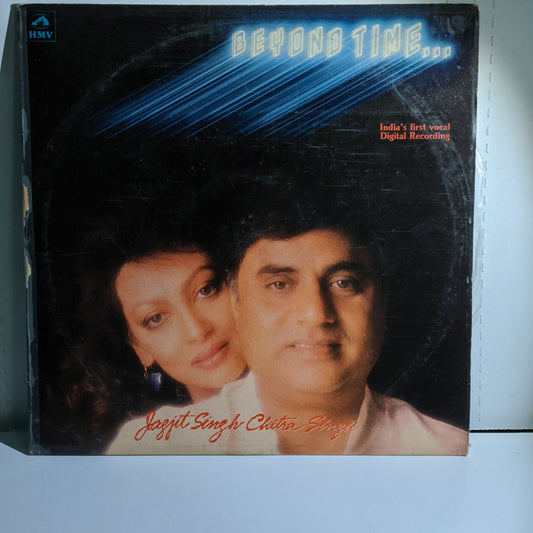 HMV
BEYOND TIME...
India's first vocal
Digital Recording
Jagjit Singh Chitra Singh